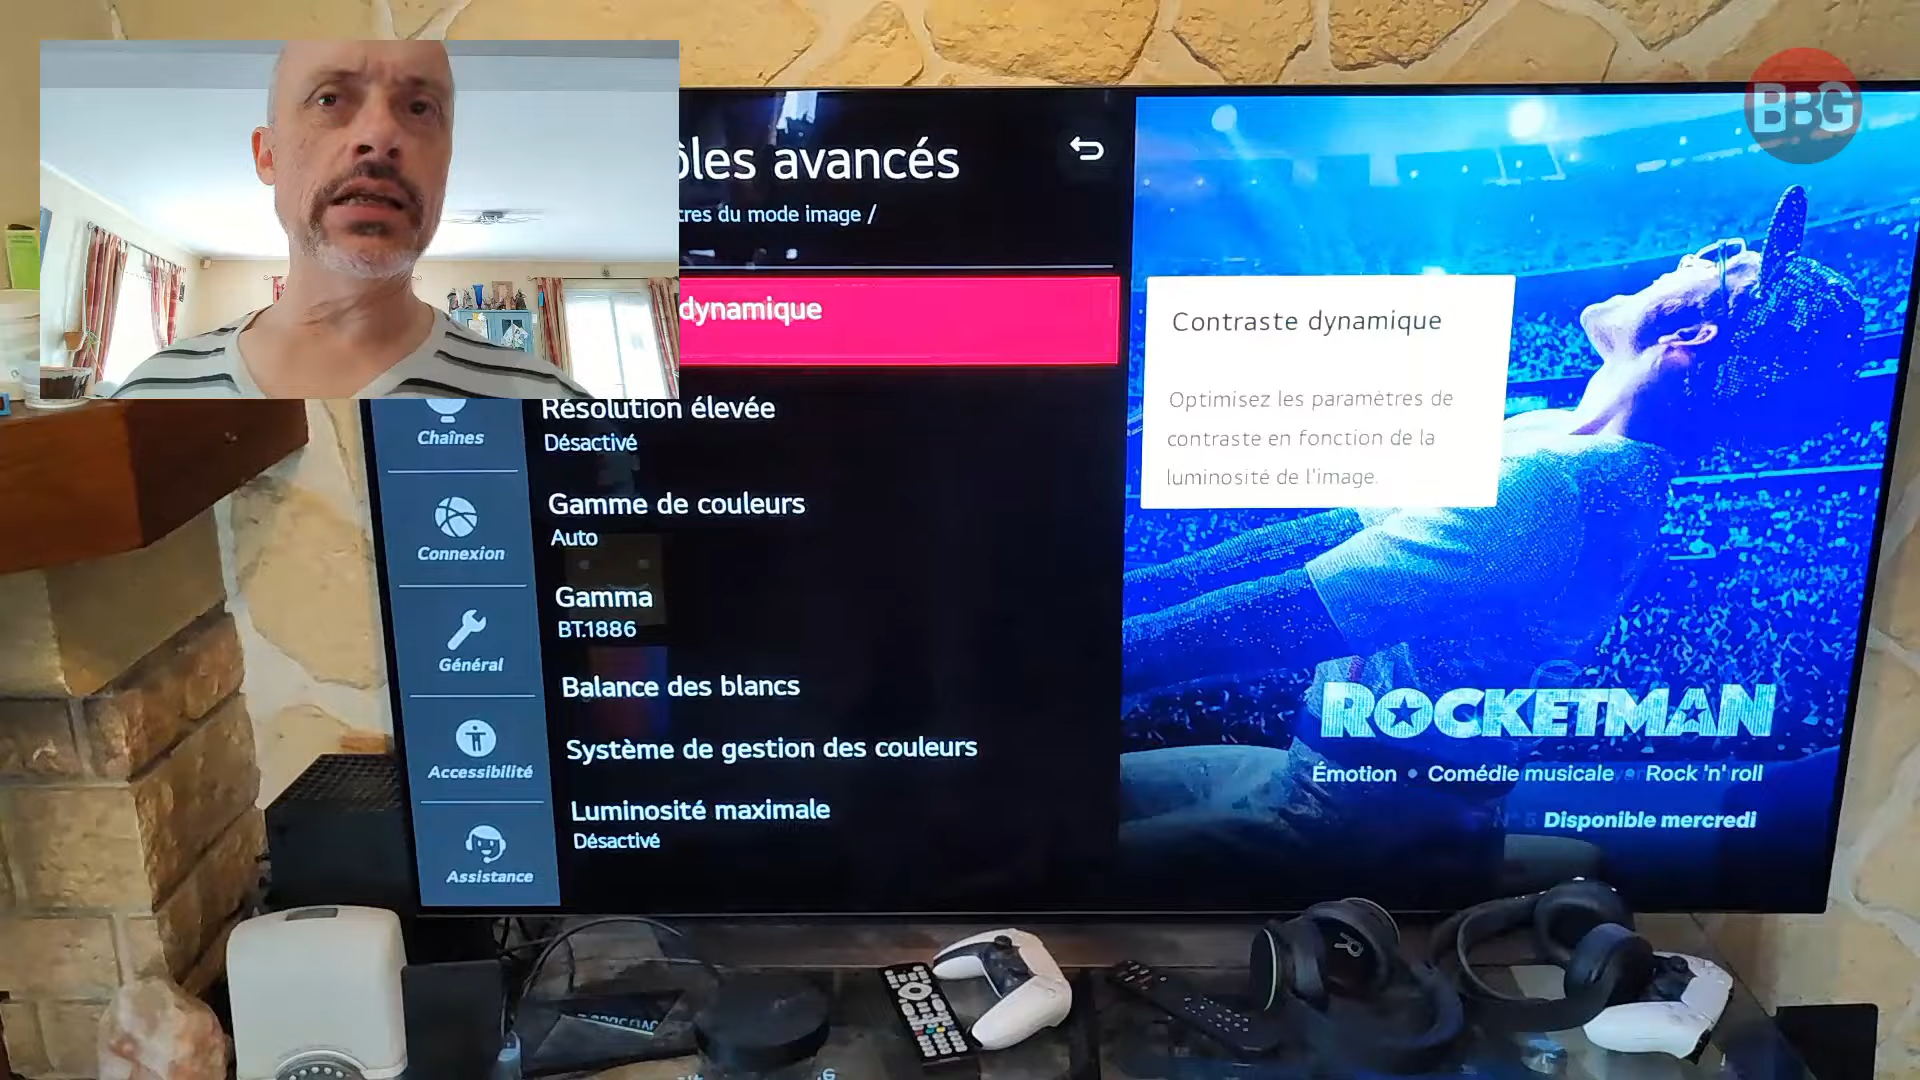 BBG
ôles avancés
tres du mode image /
dynamique
Résolution élevée
Désactivé
Gamme de couleurs
Auto
Gamma
BT.1886
Balance des blancs
Système de gestion des couleurs
Luminosité maximale
Désactivé
Chaînes
Connexion
Général
Accessibilité
Assistance
Contraste dynamique
Optimisez les paramètres de
contraste en fonction de la
luminosité de l'image.
ROCKETMAN
Émotion • Comédie musicale • Rock 'n' roll
Disponible mercredi